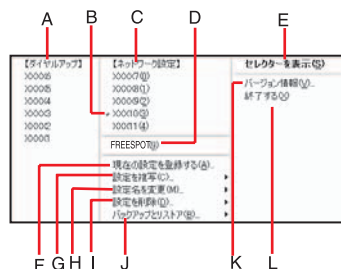 A
B
C
D
E
【ダイヤルアップ】
XXXX6
XXXX5
XXXX4
XXXX3
XXXX2
XXXX1
【ネットワーク設定】
XXXX7(0)
XXXX8(1)
XXXX9(2)
XXXX10(3)
XXXX11(4)
FREESPOT(9)
現在の設定を登録する(A)...
設定を複写(C)...
設定名を変更(M)...
設定を削除(D)...
バックアップとリストア(B)...
セレクターを表示(S)
バージョン情報(V)...
終了する(X)
F
G
H
I
J
K
L